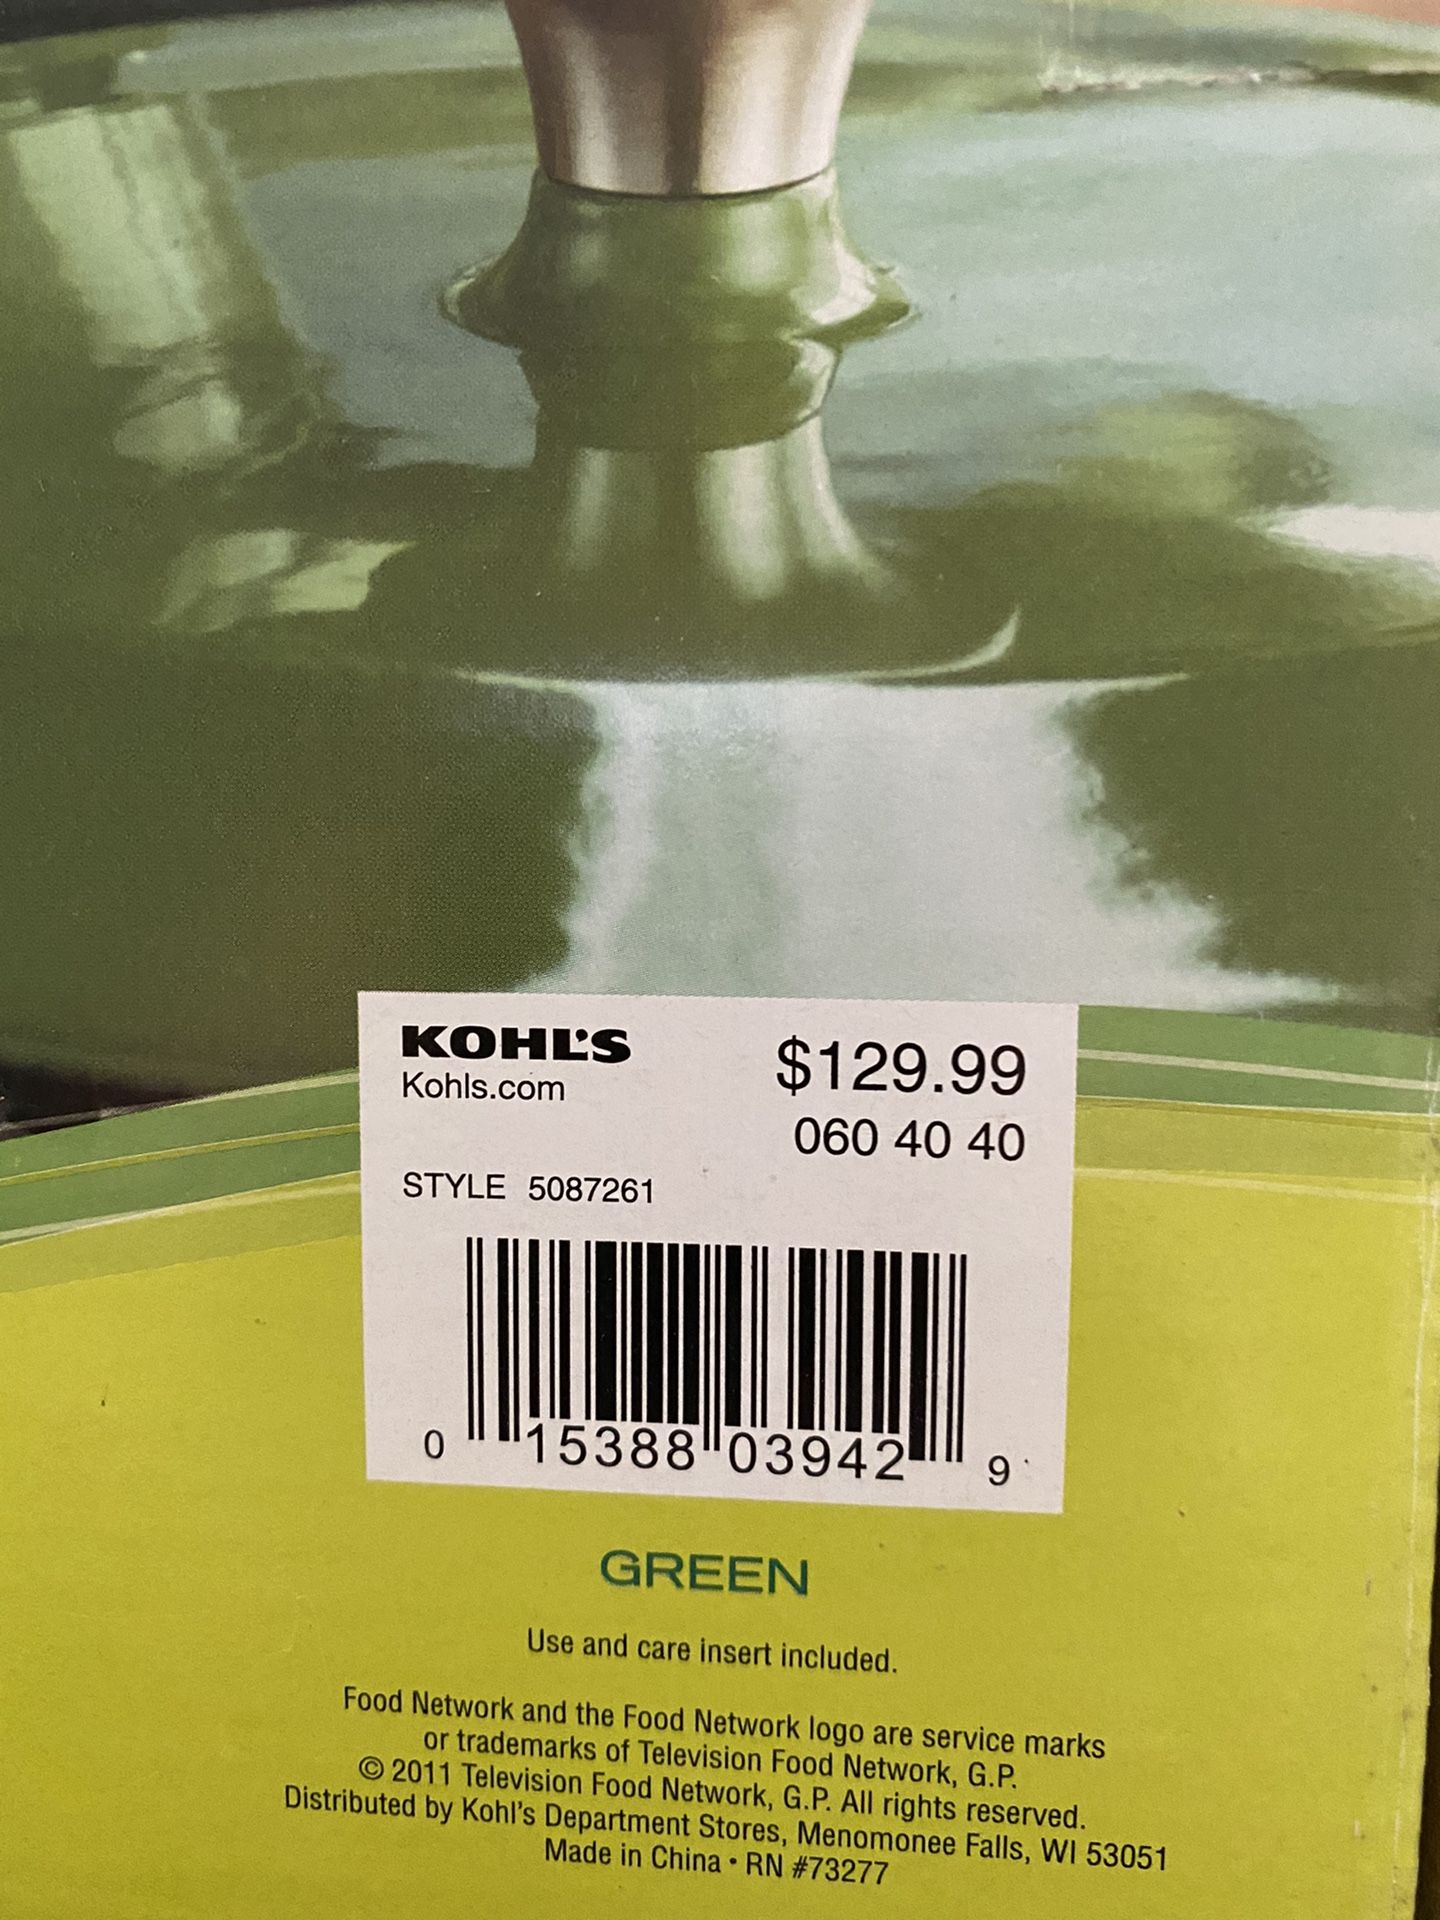 KOHL'S
$129.99
Kohls.com
060 40 40
STYLE 5087261
0 15388 03942 9
GREEN
Use and care insert included.
Food Network and the Food Network logo are service marks
or trademarks of Television Food Network, G.P.
© 2011 Television Food Network, G.P. All rights reserved.
Distributed by Kohl's Department Stores, Menomonee Falls, WI 53051
Made in China • RN #73277